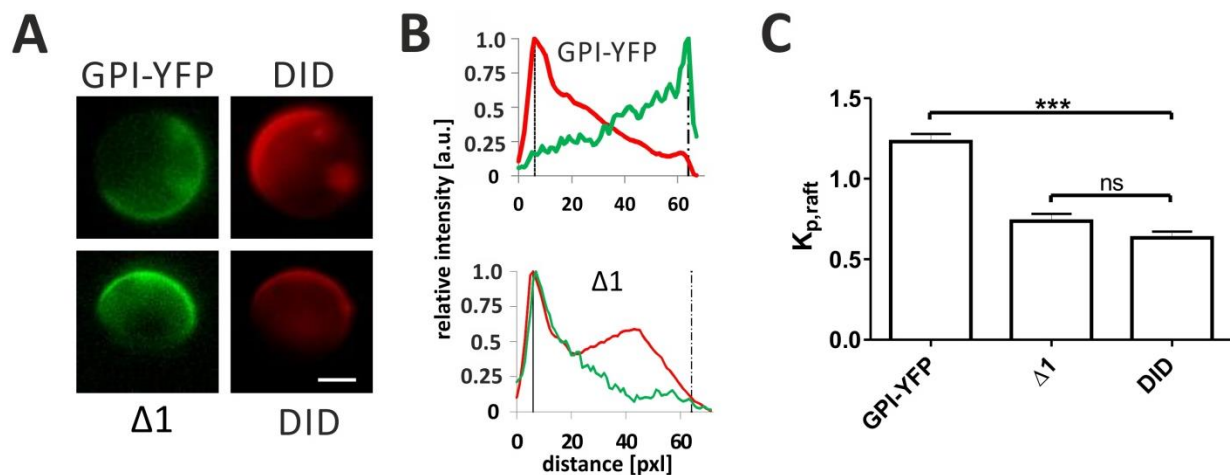 A
GPI-YFP DID
Δ1 DID
B
relative intensity [a.u.]
1.0
0.75
0.5
0.25
0
GPI-YFP
0 20 40 60
1.0
0.75
0.5
0.25
0
Δ1
0 20 40 60
distance [pxl]
C
Kp,raft
1.5
1.0
0.5
0.0
***
ns
GPI-YFP
Δ1
DID